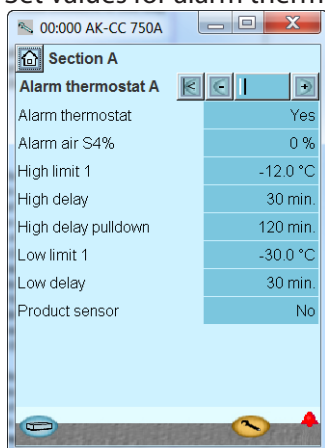 Set values for alarm therm
00:000 AK-CC 750A
Section A
Alarm thermostat A
Alarm thermostat Yes
Alarm air S4% 0 %
High limit 1 -12.0 °C
High delay 30 min.
High delay pulldown 120 min.
Low limit 1 -30.0 °C
Low delay 30 min.
Product sensor No